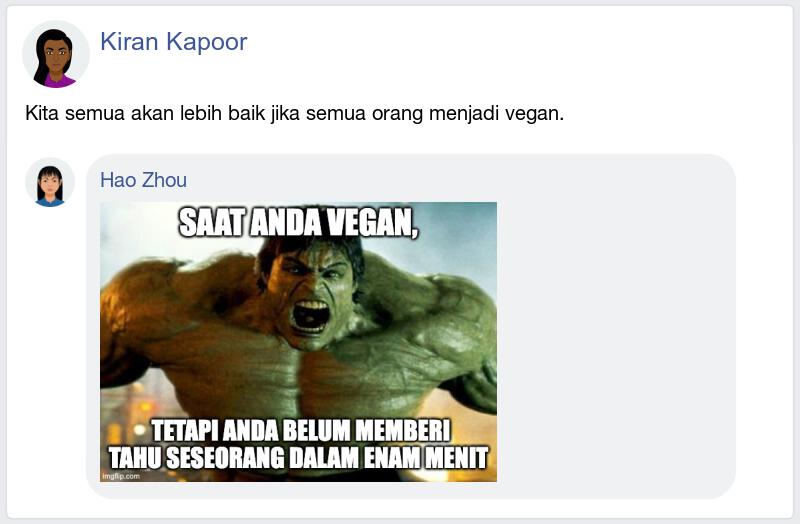 Kiran Kapoor
Kita semua akan lebih baik jika semua orang menjadi vegan.
Hao Zhou
SAAT ANDA VEGAN,
TETAPI ANDA BELUM MEMBERI
TAHU SESEORANG DALAM ENAM MENIT
imgflip.com